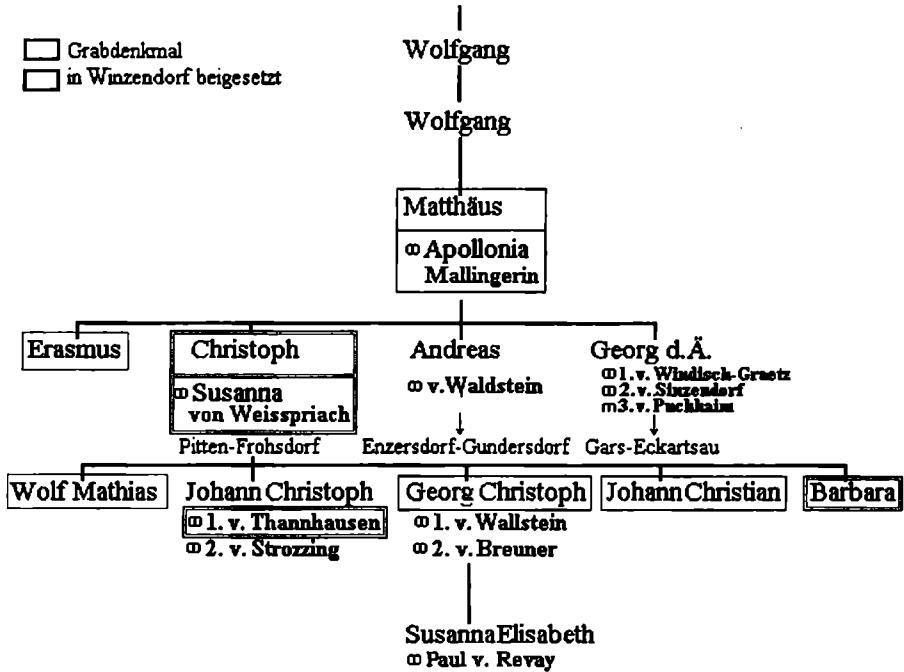 Wolfgang
Grabdenkmal
in Winzendorf beigesetzt
Wolfgang
Matthäus
⚭ Apollonia
Mallingerin
Erasmus
Christoph
⚭ Susanna
von Weisspriach
Andreas
⚭ v. Waldstein
Georg d.Ä.
⚭ 1. v. Windisch-Graetz
⚭ 2. v. Sinzendorf
⚭ 3. v. Puchhaim
Pitten-Frohsdorf
Enzersdorf-Gundersdorf
Gars-Eckartsau
Wolf Mathias
Johann Christoph
⚭ 1. v. Thannhausen
⚭ 2. v. Strozzing
Georg Christoph
⚭ 1. v. Wallstein
⚭ 2. v. Breuner
Johann Christian
Barbara
Susanna Elisabeth
⚭ Paul v. Revay